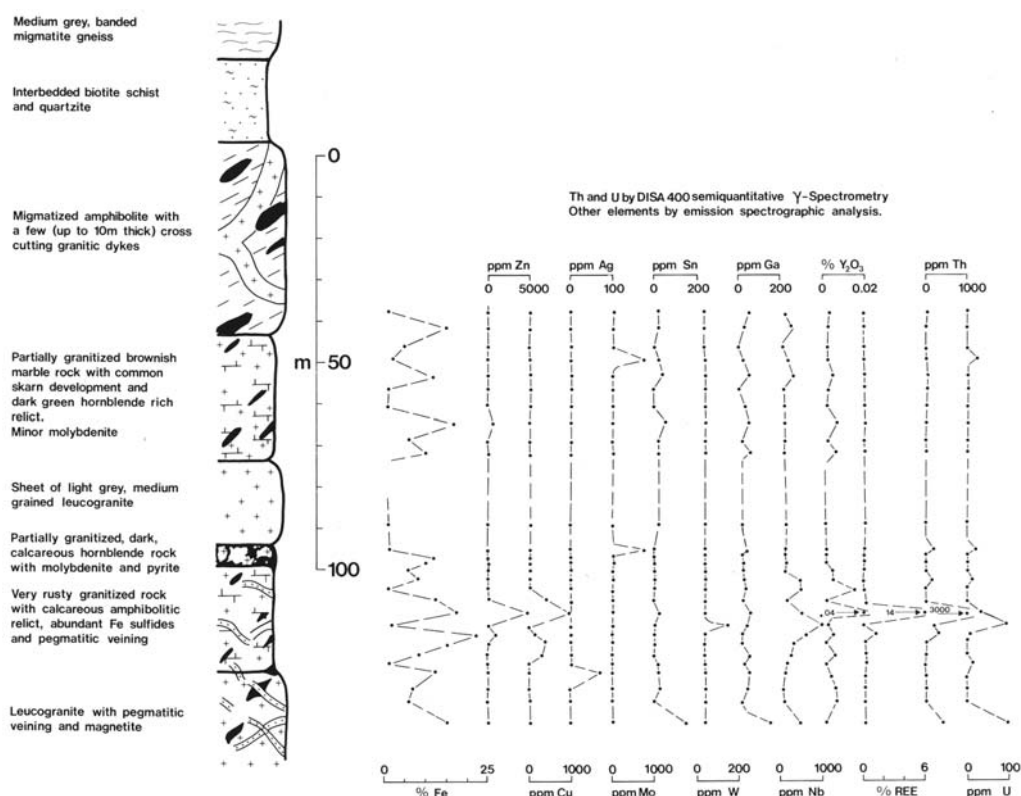 Medium grey, banded
migmatite gneiss
Interbedded biotite schist
and quartzite
Migmatized amphibolite with
a few (up to 10m thick) cross
cutting granitic dykes
Partially granitized brownish
marble rock with common
skarn development and
dark green hornblende rich
relict.
Minor molybdenite
Sheet of light grey, medium
grained leucogranite
Partially granitized, dark,
calcareous hornblende rock
with molybdenite and pyrite
Very rusty granitized rock
with calcareous amphibolitic
relict, abundant Fe sulfides
and pegmatitic veining
Leucogranite with pegmatitic
veining and magnetite
0
m 50
100
Th and U by DISA 400 semiquantitative γ-Spectrometry
Other elements by emission spectrographic analysis.
ppm Zn ppm Ag ppm Sn ppm Ga % Y₂O₃ ppm Th
0 5000 0 100 0 200 0 200 0 0.02 0 1000
04 14 3000
0 25 0 1000 0 1000 0 200 0 1000 0 6 0 100
% Fe ppm Cu ppm Mo ppm W ppm Nb % REE ppm U